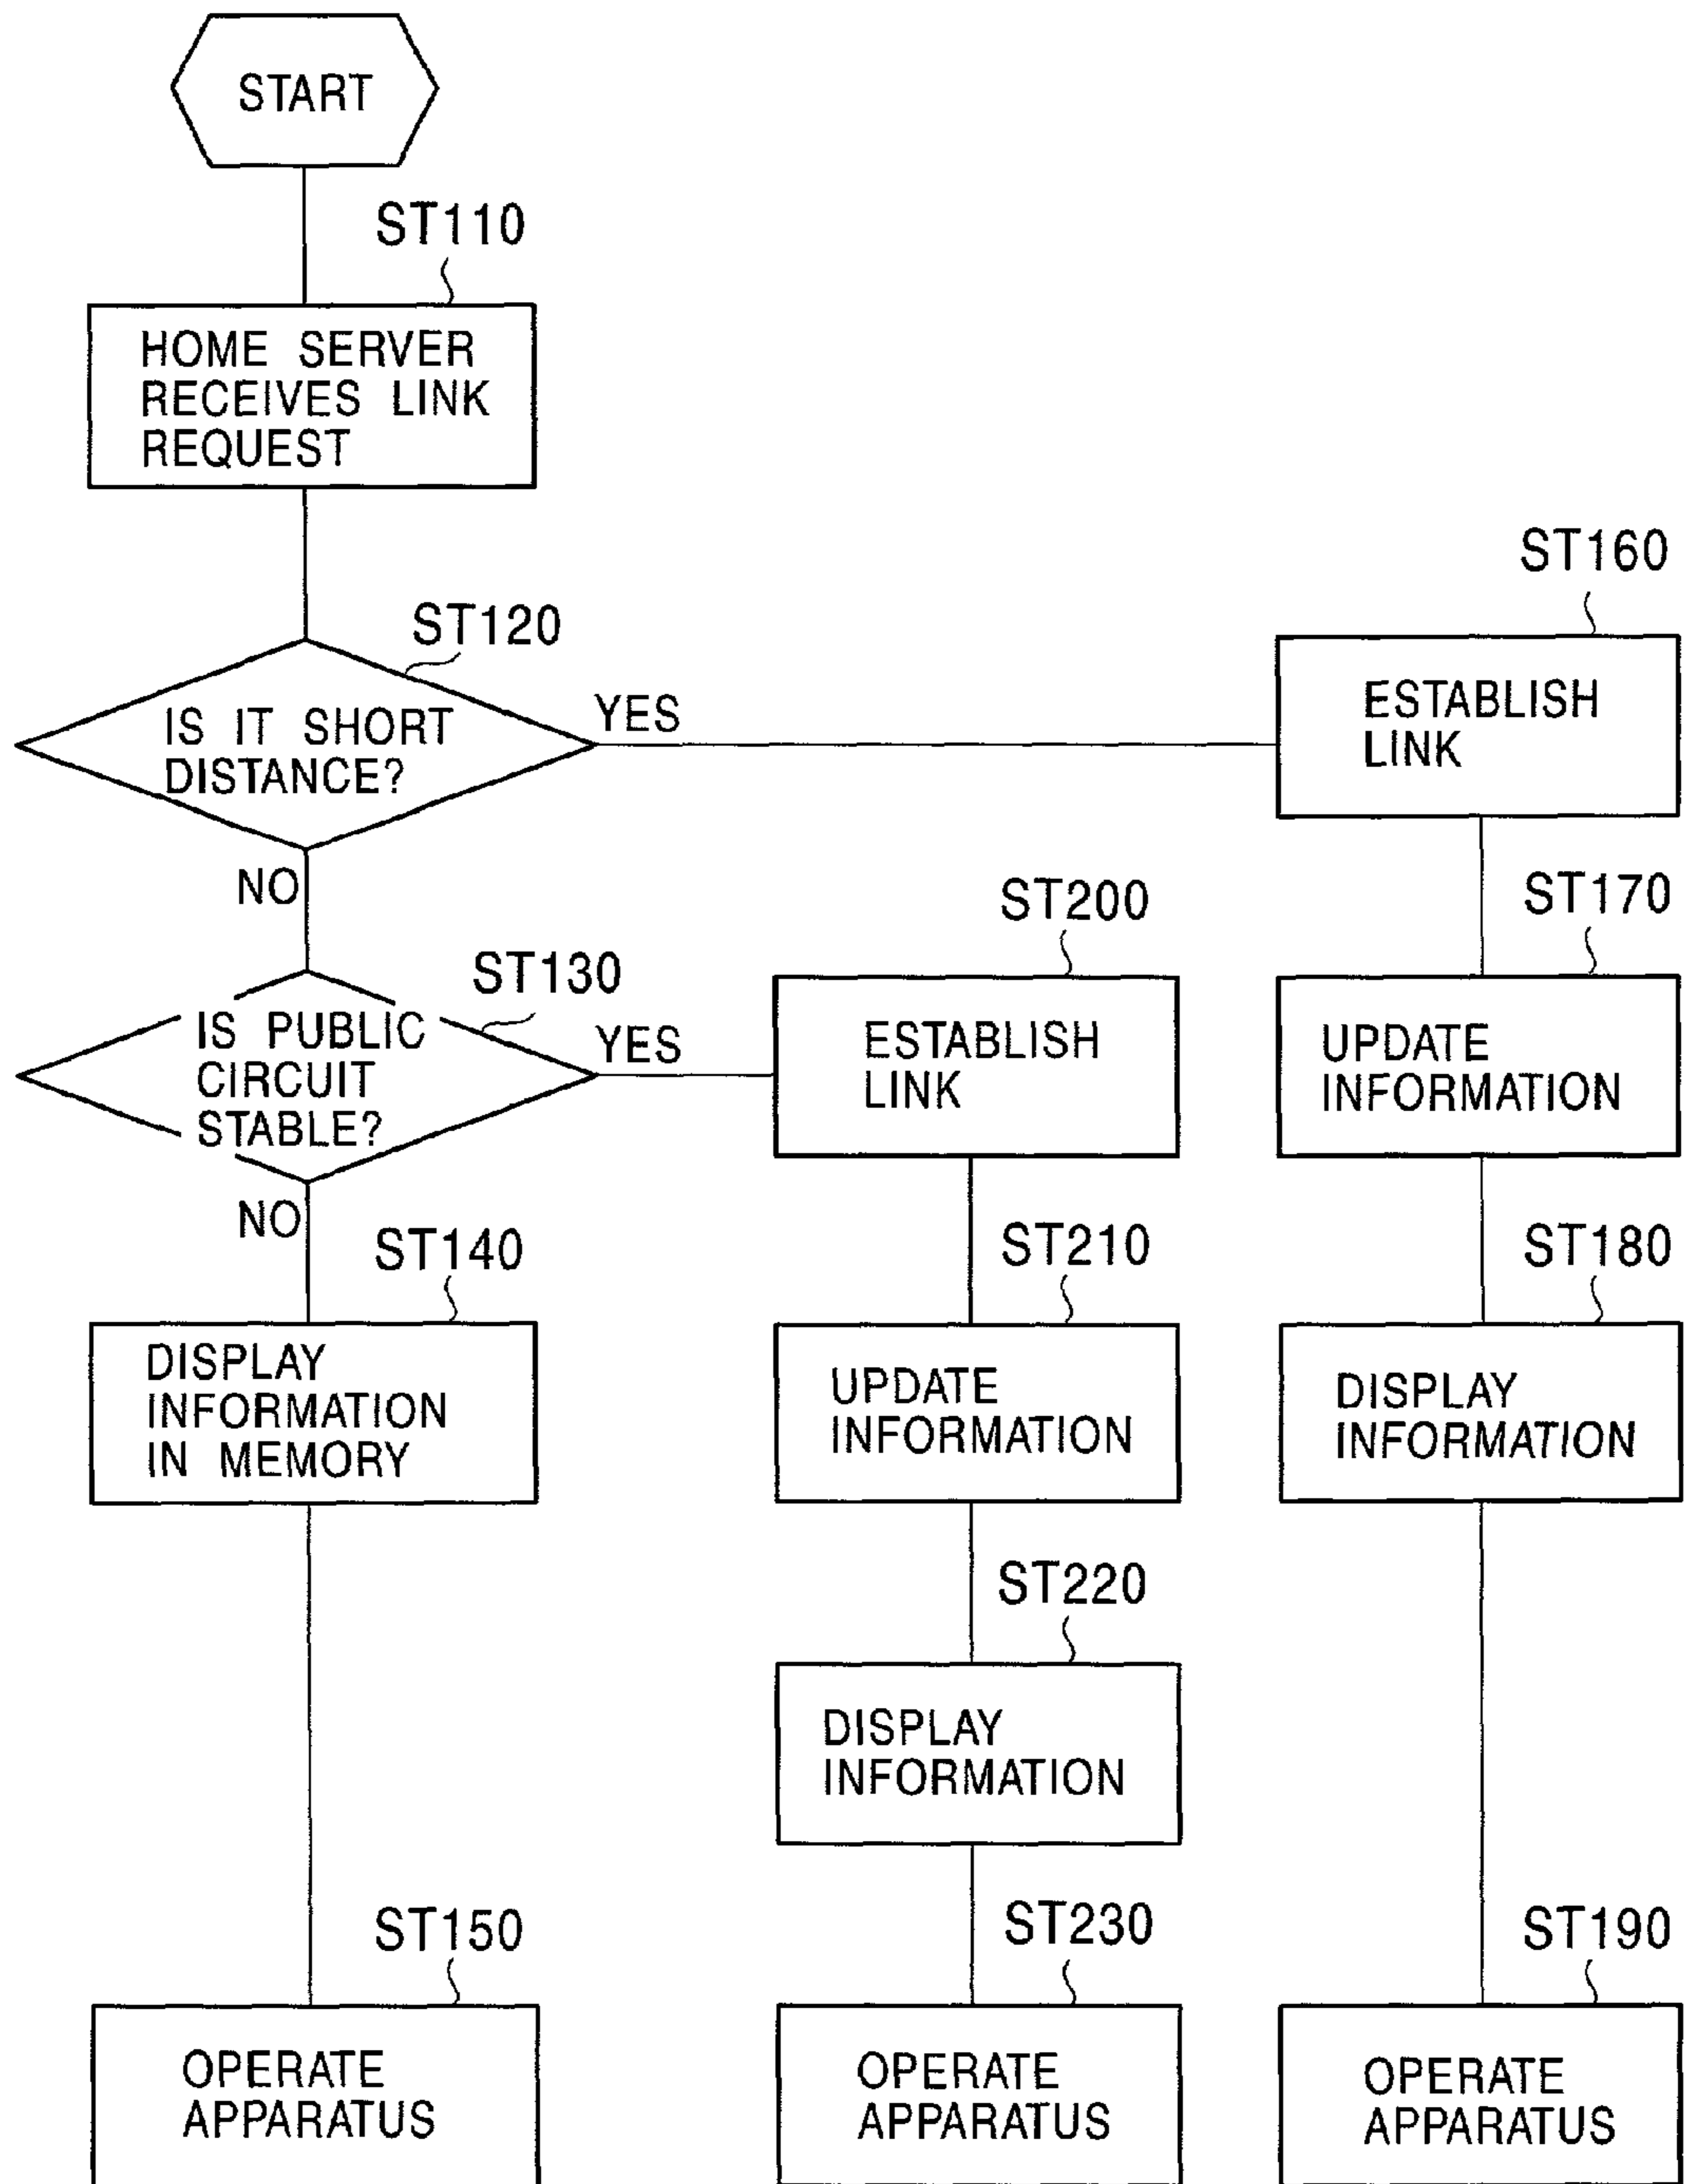 START
ST110
HOME SERVER
RECEIVES LINK
REQUEST
ST120
IS IT SHORT
DISTANCE?
YES
NO
ST160
ESTABLISH
LINK
ST130
IS PUBLIC
CIRCUIT
STABLE?
YES
NO
ST200
ESTABLISH
LINK
ST170
UPDATE
INFORMATION
ST140
DISPLAY
INFORMATION
IN MEMORY
ST210
UPDATE
INFORMATION
ST180
DISPLAY
INFORMATION
ST220
DISPLAY
INFORMATION
ST150
OPERATE
APPARATUS
ST230
OPERATE
APPARATUS
ST190
OPERATE
APPARATUS